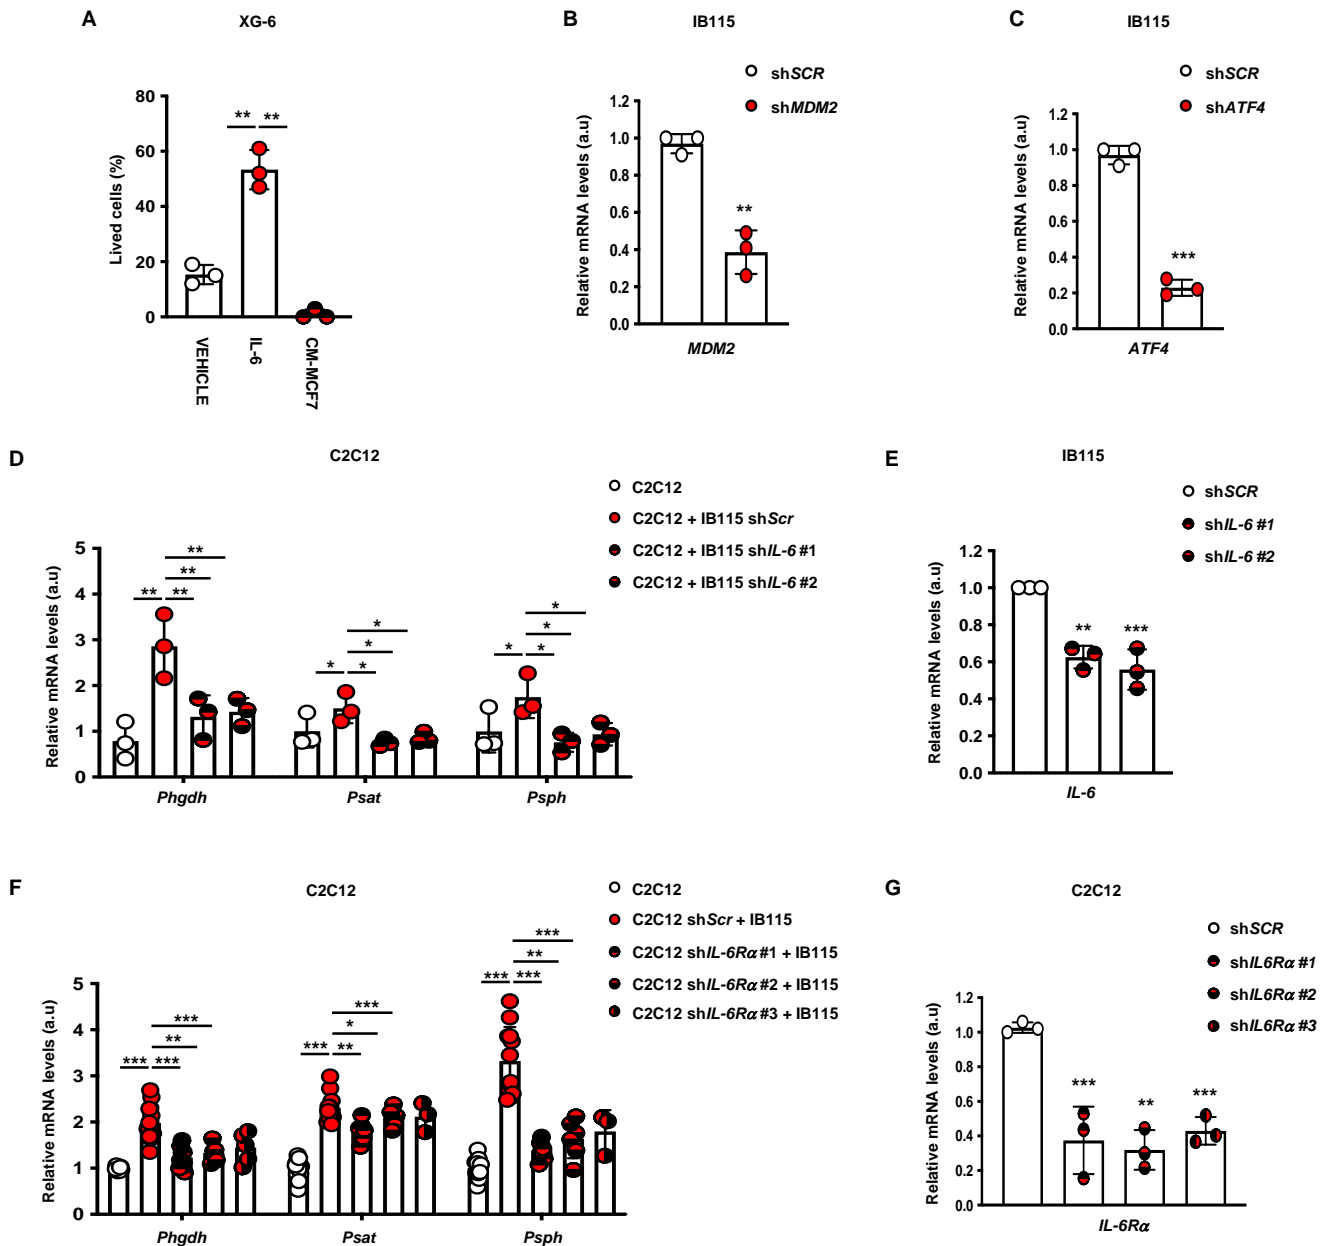 A
XG-6
Lived cells (%)
80
60
40
20
0
** **
VEHICLE
IL-6
CM-MCF7
B
IB115
shSCR
shMDM2
Relative mRNA levels (a.u)
1.2
1.0
0.8
0.6
0.4
0.2
0.0
**
MDM2
C
IB115
shSCR
shATF4
Relative mRNA levels (a.u)
1.2
1.0
0.8
0.6
0.4
0.2
0.0
***
ATF4
D
C2C12
C2C12
C2C12 + IB115 shScr
C2C12 + IB115 shIL-6 #1
C2C12 + IB115 shIL-6 #2
Relative mRNA levels (a.u)
5
4
3
2
1
0
**
**
** **
*
*
* *
*
*
* *
Phgdh
Psat
Psph
E
IB115
shSCR
shIL-6 #1
shIL-6 #2
Relative mRNA levels (a.u)
1.2
1.0
0.8
0.6
0.4
0.2
0.0
** ***
IL-6
F
C2C12
C2C12
C2C12 shScr + IB115
C2C12 shIL-6Rα #1 + IB115
C2C12 shIL-6Rα #2 + IB115
C2C12 shIL-6Rα #3 + IB115
Relative mRNA levels (a.u)
5
4
3
2
1
0
***
**
*** ***
***
*
*** **
***
**
*** ***
Phgdh
Psat
Psph
G
C2C12
shSCR
shIL6Rα #1
shIL6Rα #2
shIL6Rα #3
Relative mRNA levels (a.u)
1.2
1.0
0.8
0.6
0.4
0.2
0.0
*** ** ***
IL-6Rα